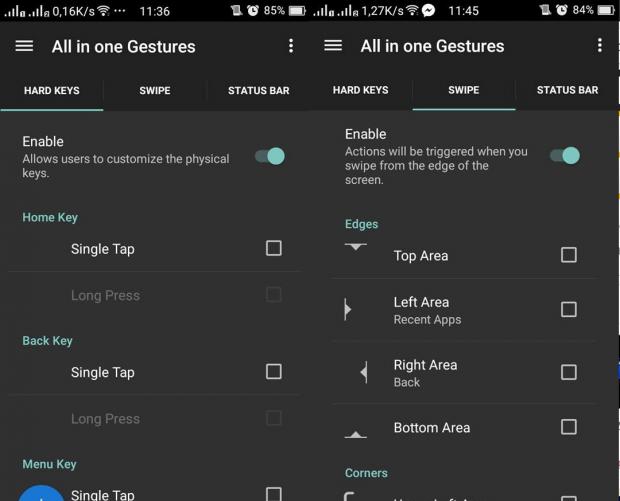 0,16K/s 11:36 85%
All in one Gestures
HARD KEYS SWIPE STATUS BAR
Enable
Allows users to customize the physical
keys.
Home Key
Single Tap
Long Press
Back Key
Single Tap
Long Press
Menu Key
Single Tap
1,27K/s 11:45 84%
All in one Gestures
HARD KEYS SWIPE STATUS BAR
Enable
Actions will be triggered when you
swipe from the edge of the
screen.
Edges
Top Area
Left Area
Recent Apps
Right Area
Back
Bottom Area
Corners